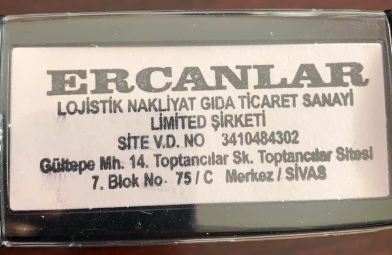 ERCANLAR
LOJİSTİK NAKLİYAT GIDA TİCARET SANAYİ
LİMİTED ŞİRKETİ
SİTE V.D. NO 3410484302
Gültepe Mh. 14. Toptancılar Sk. Toptancılar Sitesi
7. Blok No- 75 / C Merkez / SİVAS